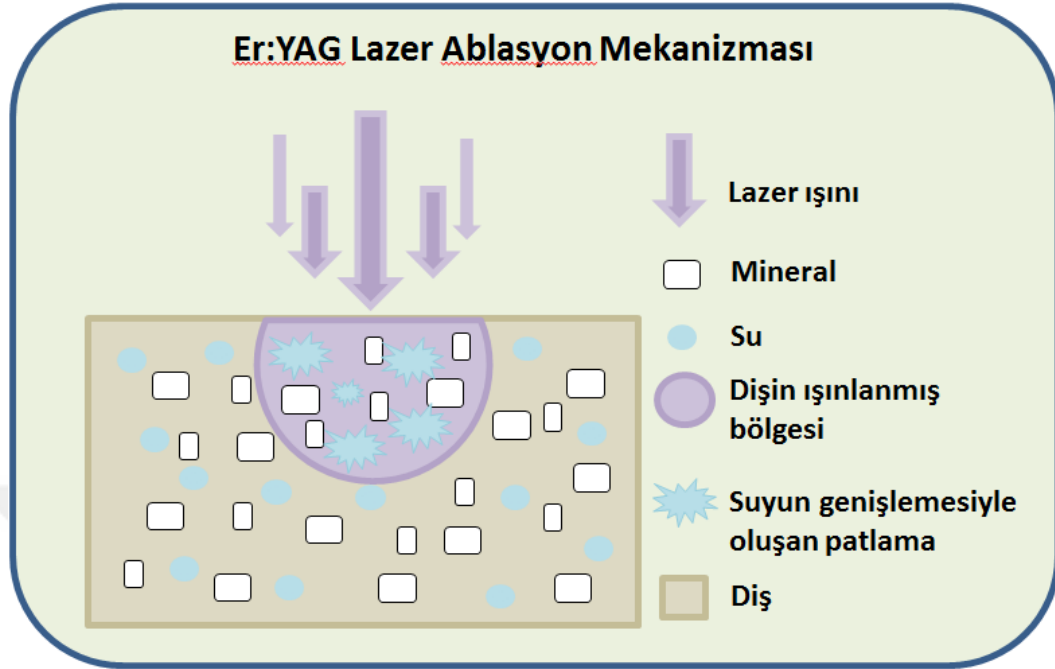 Er:YAG Lazer Ablasyon Mekanizması
Lazer ışını
Mineral
Su
Dişin ışınlanmış
bölgesi
Suyun genişlemesiyle
oluşan patlama
Diş